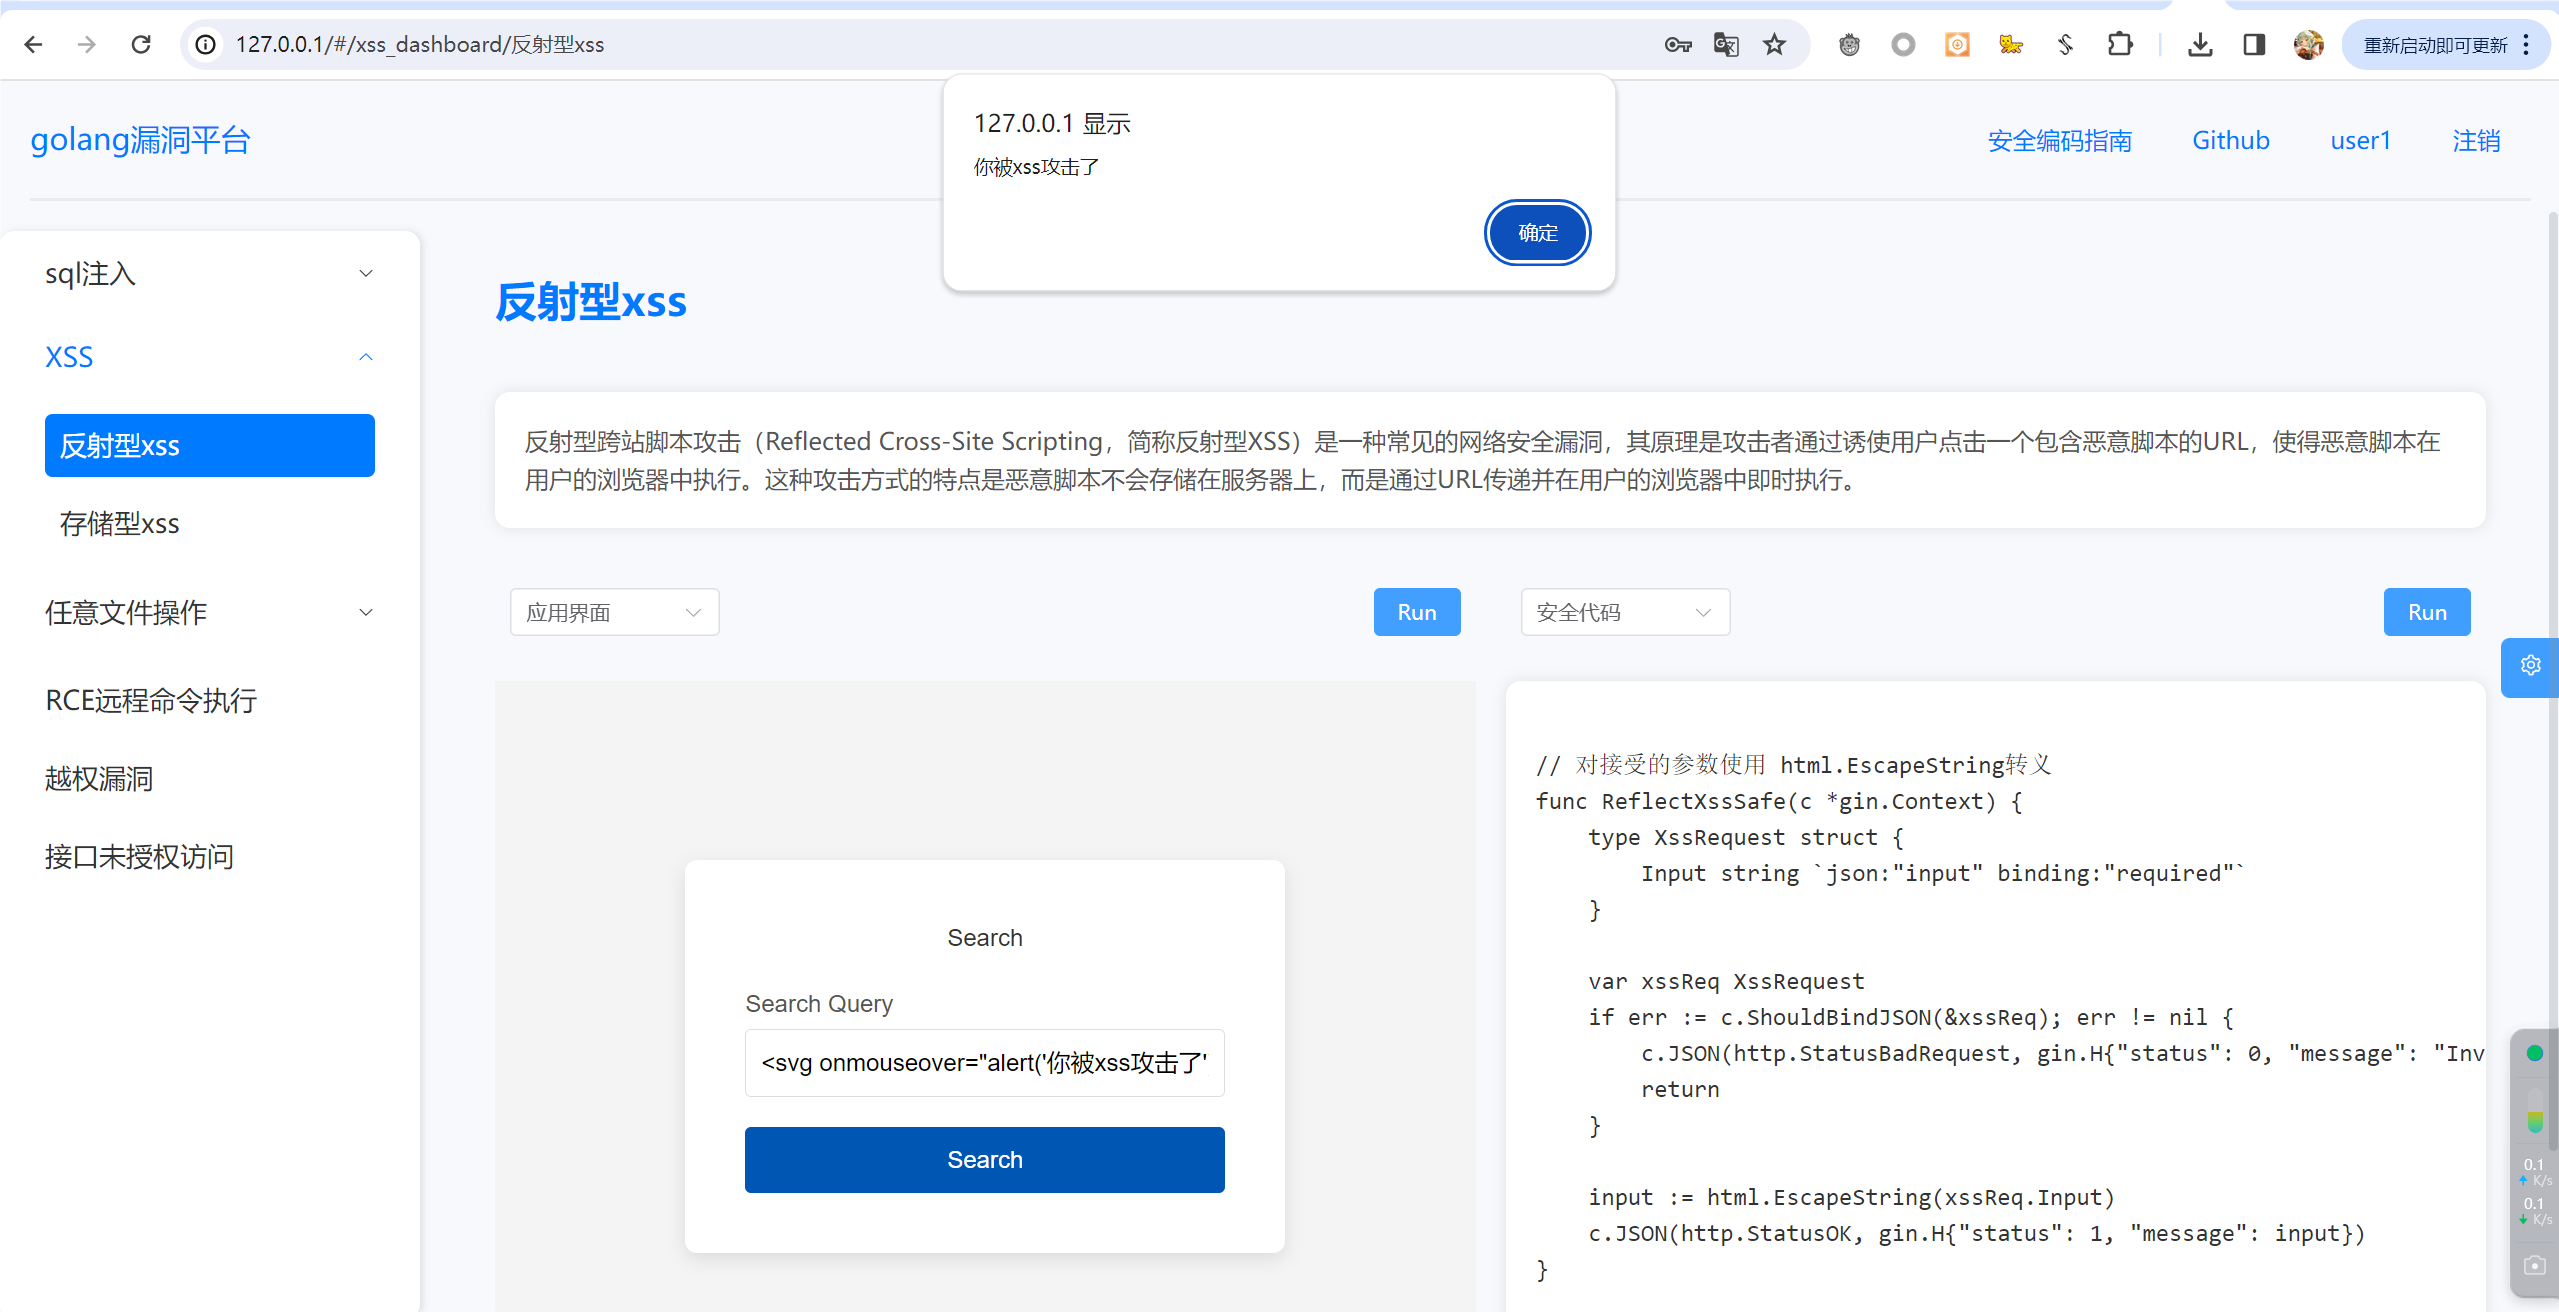 127.0.0.1/#/xss_dashboard/反射型xss
重新启动即可更新
127.0.0.1 显示
你被xss攻击了
确定
golang漏洞平台
安全编码指南
Github
user1
注销
sql注入
XSS
反射型xss
存储型xss
任意文件操作
RCE远程命令执行
越权漏洞
接口未授权访问
反射型xss
反射型跨站脚本攻击（Reflected Cross-Site Scripting，简称反射型XSS）是一种常见的网络安全漏洞，其原理是攻击者通过诱使用户点击一个包含恶意脚本的URL，使得恶意脚本在
用户的浏览器中执行。这种攻击方式的特点是恶意脚本不会存储在服务器上，而是通过URL传递并在用户的浏览器中即时执行。
应用界面
Run
安全代码
Run
Search
Search Query
<svg onmouseover="alert('你被xss攻击了'
Search
// 对接受的参数使用 html.EscapeString转义
func ReflectXssSafe(c *gin.Context) {
    type XssRequest struct {
        Input string `json:"input" binding:"required"`
    }
    var xssReq XssRequest
    if err := c.ShouldBindJSON(&xssReq); err != nil {
        c.JSON(http.StatusBadRequest, gin.H{"status": 0, "message": "Inv
        return
    }
    input := html.EscapeString(xssReq.Input)
    c.JSON(http.StatusOK, gin.H{"status": 1, "message": input})
}
0.1
K/s
0.1
K/s